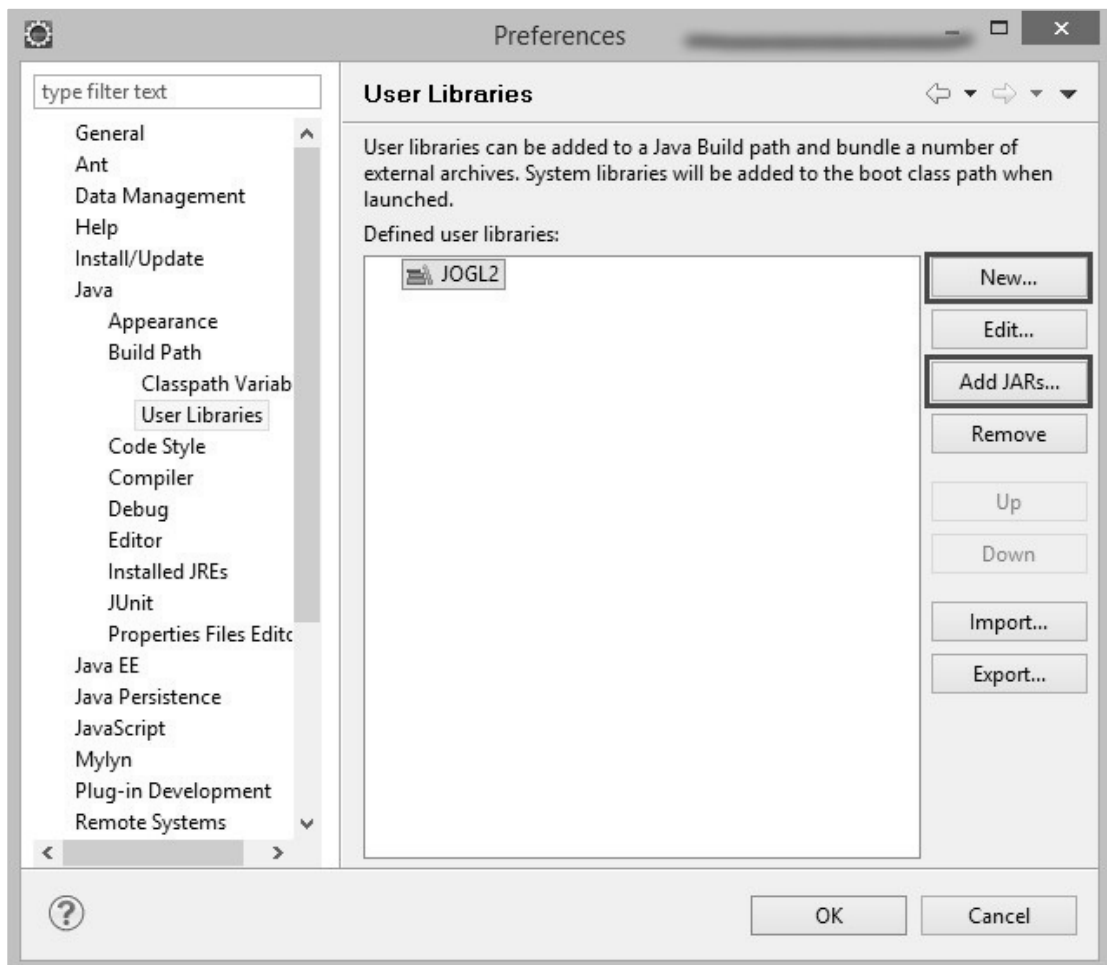 Preferences
type filter text
General
Ant
Data Management
Help
Install/Update
Java
Appearance
Build Path
Classpath Variab
User Libraries
Code Style
Compiler
Debug
Editor
Installed JREs
JUnit
Properties Files Edito
Java EE
Java Persistence
JavaScript
Mylyn
Plug-in Development
Remote Systems
User Libraries
User libraries can be added to a Java Build path and bundle a number of
external archives. System libraries will be added to the boot class path when
launched.
Defined user libraries:
JOGL2
New...
Edit...
Add JARs...
Remove
Up
Down
Import...
Export...
OK
Cancel